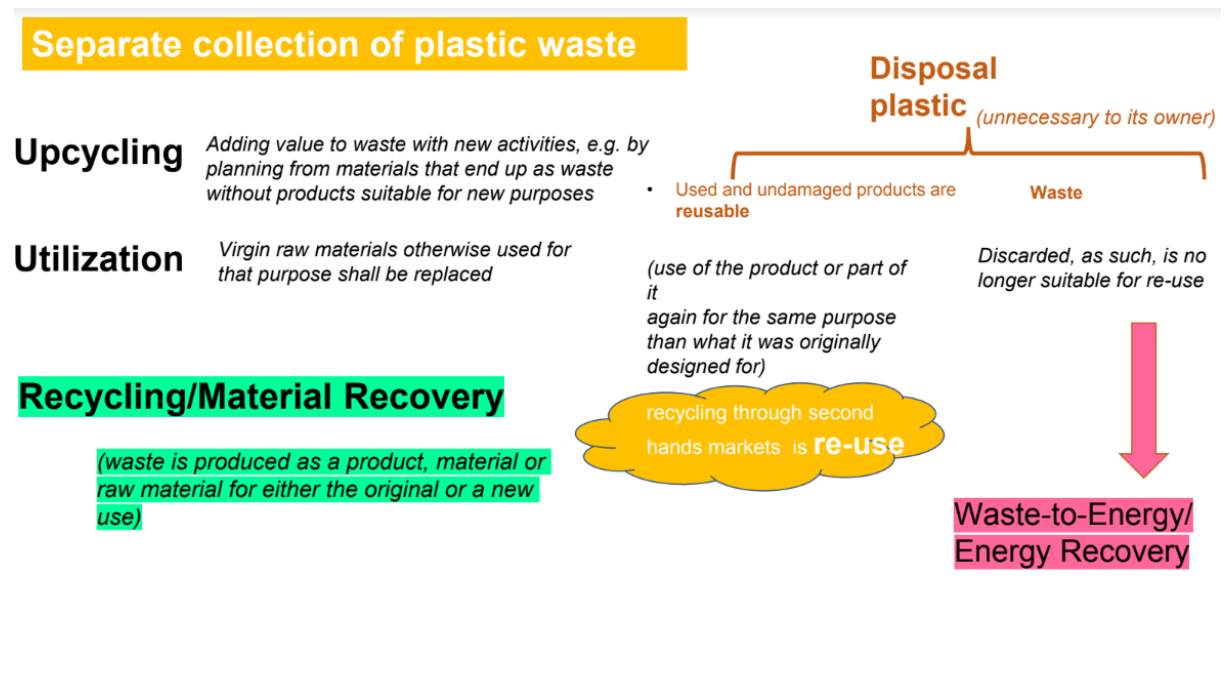 Separate collection of plastic waste
Upcycling
Adding value to waste with new activities, e.g. by
planning from materials that end up as waste
without products suitable for new purposes
Utilization
Virgin raw materials otherwise used for
that purpose shall be replaced
Recycling/Material Recovery
(waste is produced as a product, material or
raw material for either the original or a new
use)
Disposal
plastic (unnecessary to its owner)
• Used and undamaged products are
reusable
(use of the product or part of
it
again for the same purpose
than what it was originally
designed for)
recycling through second
hands markets is re-use
Waste
Discarded, as such, is no
longer suitable for re-use
Waste-to-Energy/
Energy Recovery